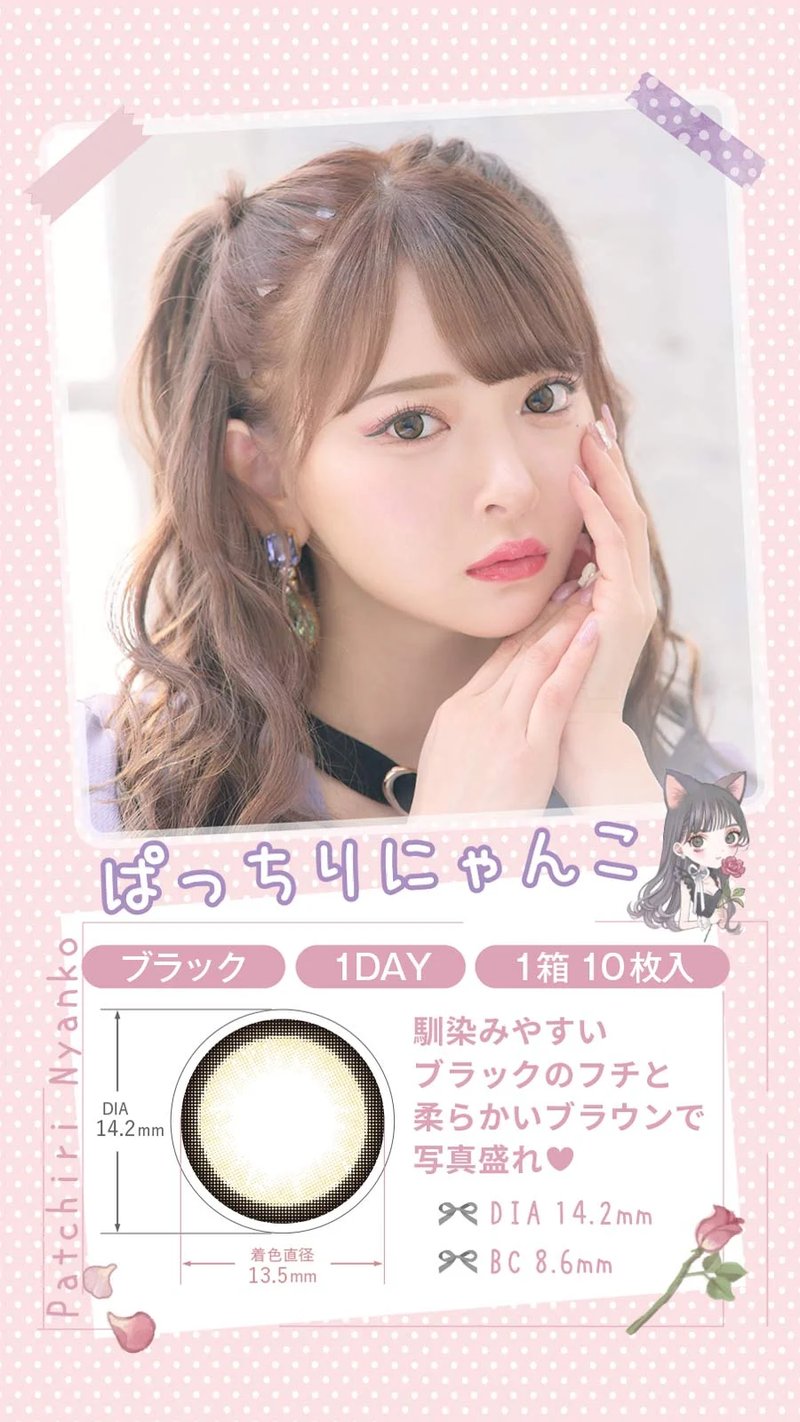 ぱっちりにゃんこ
Patchiri Nyanko
ブラック
1DAY
1箱 10枚入
DIA
14.2mm
着色直径
13.5mm
馴染みやすい
ブラックのフチと
柔らかいブラウンで
写真盛れ♥
DIA 14.2mm
BC 8.6mm